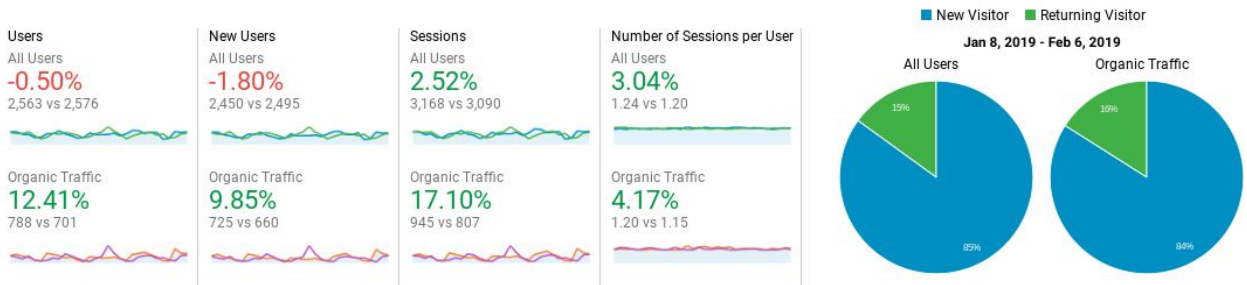 Users
All Users
-0.50%
2,563 vs 2,576
Organic Traffic
12.41%
788 vs 701
New Users
All Users
-1.80%
2,450 vs 2,495
Organic Traffic
9.85%
725 vs 660
Sessions
All Users
2.52%
3,168 vs 3,090
Organic Traffic
17.10%
945 vs 807
Number of Sessions per User
All Users
3.04%
1.24 vs 1.20
Organic Traffic
4.17%
1.20 vs 1.15
New Visitor Returning Visitor
Jan 8, 2019 - Feb 6, 2019
All Users
15%
85%
Organic Traffic
16%
84%